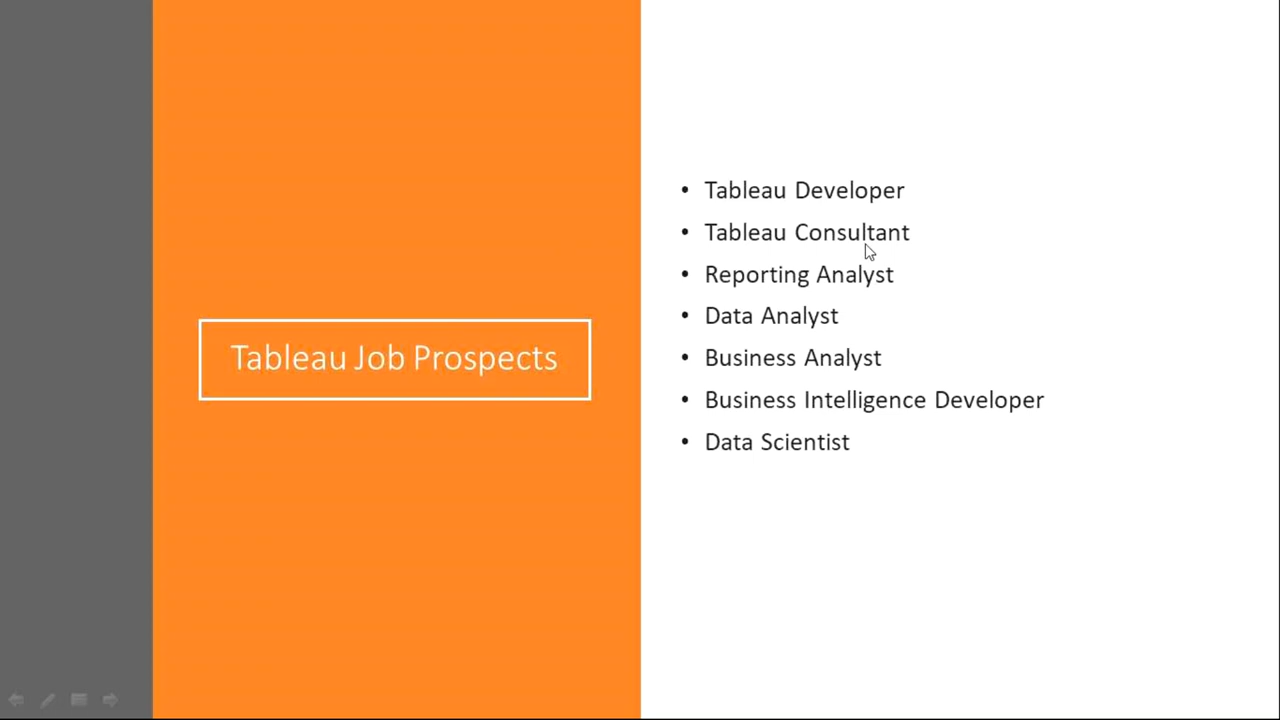 Tableau Job Prospects
• Tableau Developer
• Tableau Consultant
• Reporting Analyst
• Data Analyst
• Business Analyst
• Business Intelligence Developer
• Data Scientist